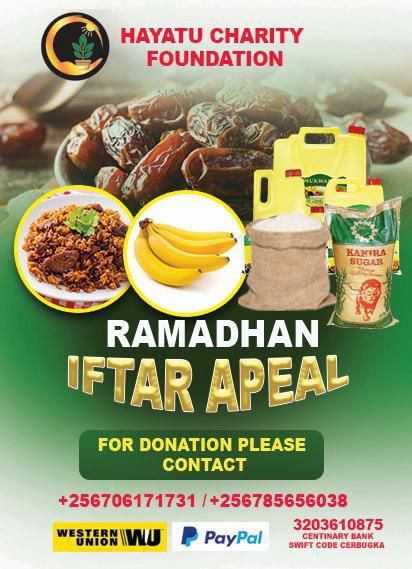 HAYATU CHARITY
FOUNDATION
MUKWANO
KAKIRA
SUGAR
RAMADHAN
IFTAR APEAL
FOR DONATION PLEASE
CONTACT
+256706171731 / +256785656038
WESTERN
UNION WU
PayPal
3203610875
CENTINARY BANK
SWIFT CODE CERBUGKA